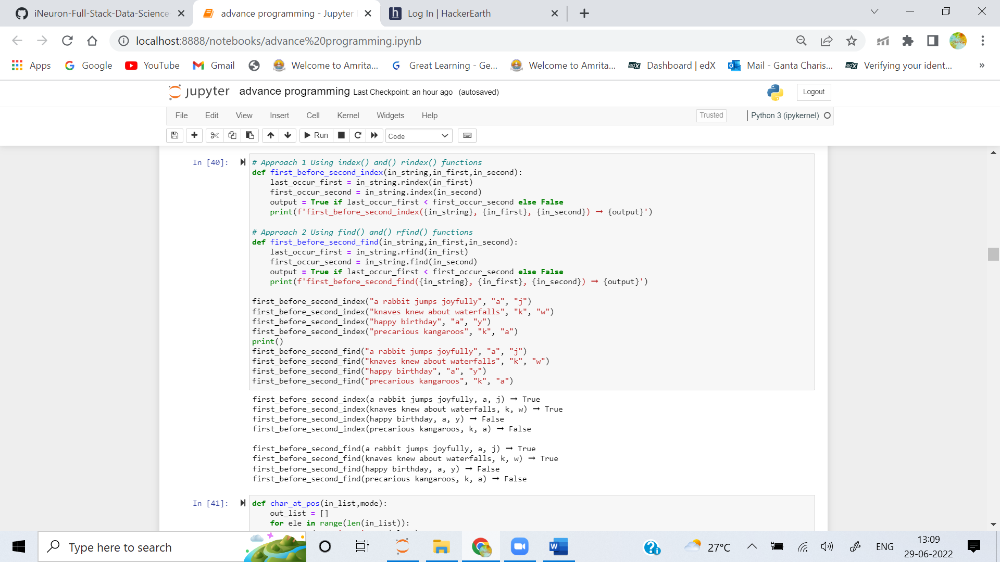 iNeuron-Full-Stack-Data-Science
advance programming - Jupyter
Log In | HackerEarth
localhost:8888/notebooks/advance%20programming.ipynb
Apps
Google
YouTube
Gmail
Welcome to Amrita...
Great Learning - Ge...
Welcome to Amrita...
Dashboard | edX
Mail - Ganta Charis...
Verifying your ident...
»
jupyter advance programming Last Checkpoint: an hour ago (autosaved)
Logout
File Edit View Insert Cell Kernel Widgets Help
Trusted
Python 3 (ipykernel)
Run
Code
In [40]:
# Approach 1 Using index() and() rindex() functions
def first_before_second_index(in_string,in_first,in_second):
    last_occur_first = in_string.rindex(in_first)
    first_occur_second = in_string.index(in_second)
    output = True if last_occur_first < first_occur_second else False
    print(f'first_before_second_index({in_string}, {in_first}, {in_second}) ➞ {output}')

# Approach 2 Using find() and() rfind() functions
def first_before_second_find(in_string,in_first,in_second):
    last_occur_first = in_string.rfind(in_first)
    first_occur_second = in_string.find(in_second)
    output = True if last_occur_first < first_occur_second else False
    print(f'first_before_second_find({in_string}, {in_first}, {in_second}) ➞ {output}')

first_before_second_index("a rabbit jumps joyfully", "a", "j")
first_before_second_index("knaves knew about waterfalls", "k", "w")
first_before_second_index("happy birthday", "a", "y")
first_before_second_index("precarious kangaroos", "k", "a")
print()
first_before_second_find("a rabbit jumps joyfully", "a", "j")
first_before_second_find("knaves knew about waterfalls", "k", "w")
first_before_second_find("happy birthday", "a", "y")
first_before_second_find("precarious kangaroos", "k", "a")
first_before_second_index(a rabbit jumps joyfully, a, j) ➞ True
first_before_second_index(knaves knew about waterfalls, k, w) ➞ True
first_before_second_index(happy birthday, a, y) ➞ False
first_before_second_index(precarious kangaroos, k, a) ➞ False

first_before_second_find(a rabbit jumps joyfully, a, j) ➞ True
first_before_second_find(knaves knew about waterfalls, k, w) ➞ True
first_before_second_find(happy birthday, a, y) ➞ False
first_before_second_find(precarious kangaroos, k, a) ➞ False
In [41]:
def char_at_pos(in_list,mode):
    out_list = []
    for ele in range(len(in_list)):
Type here to search
27°C
ENG
13:09
29-06-2022